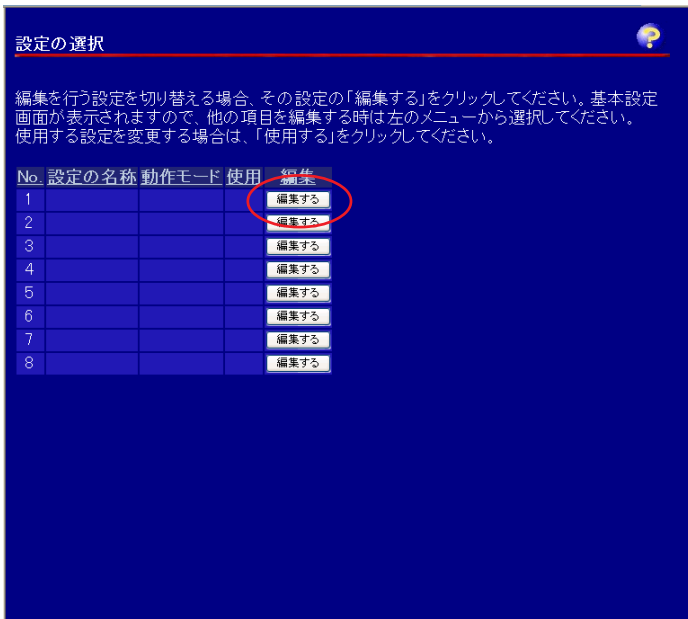 設定の選択
編集を行う設定を切り替える場合、その設定の「編集する」をクリックしてください。基本設定
画面が表示されますので、他の項目を編集する時は左のメニューから選択してください。
使用する設定を変更する場合は、「使用する」をクリックしてください。
No. 設定の名称 動作モード 使用 編集
1 編集する
2 編集する
3 編集する
4 編集する
5 編集する
6 編集する
7 編集する
8 編集する